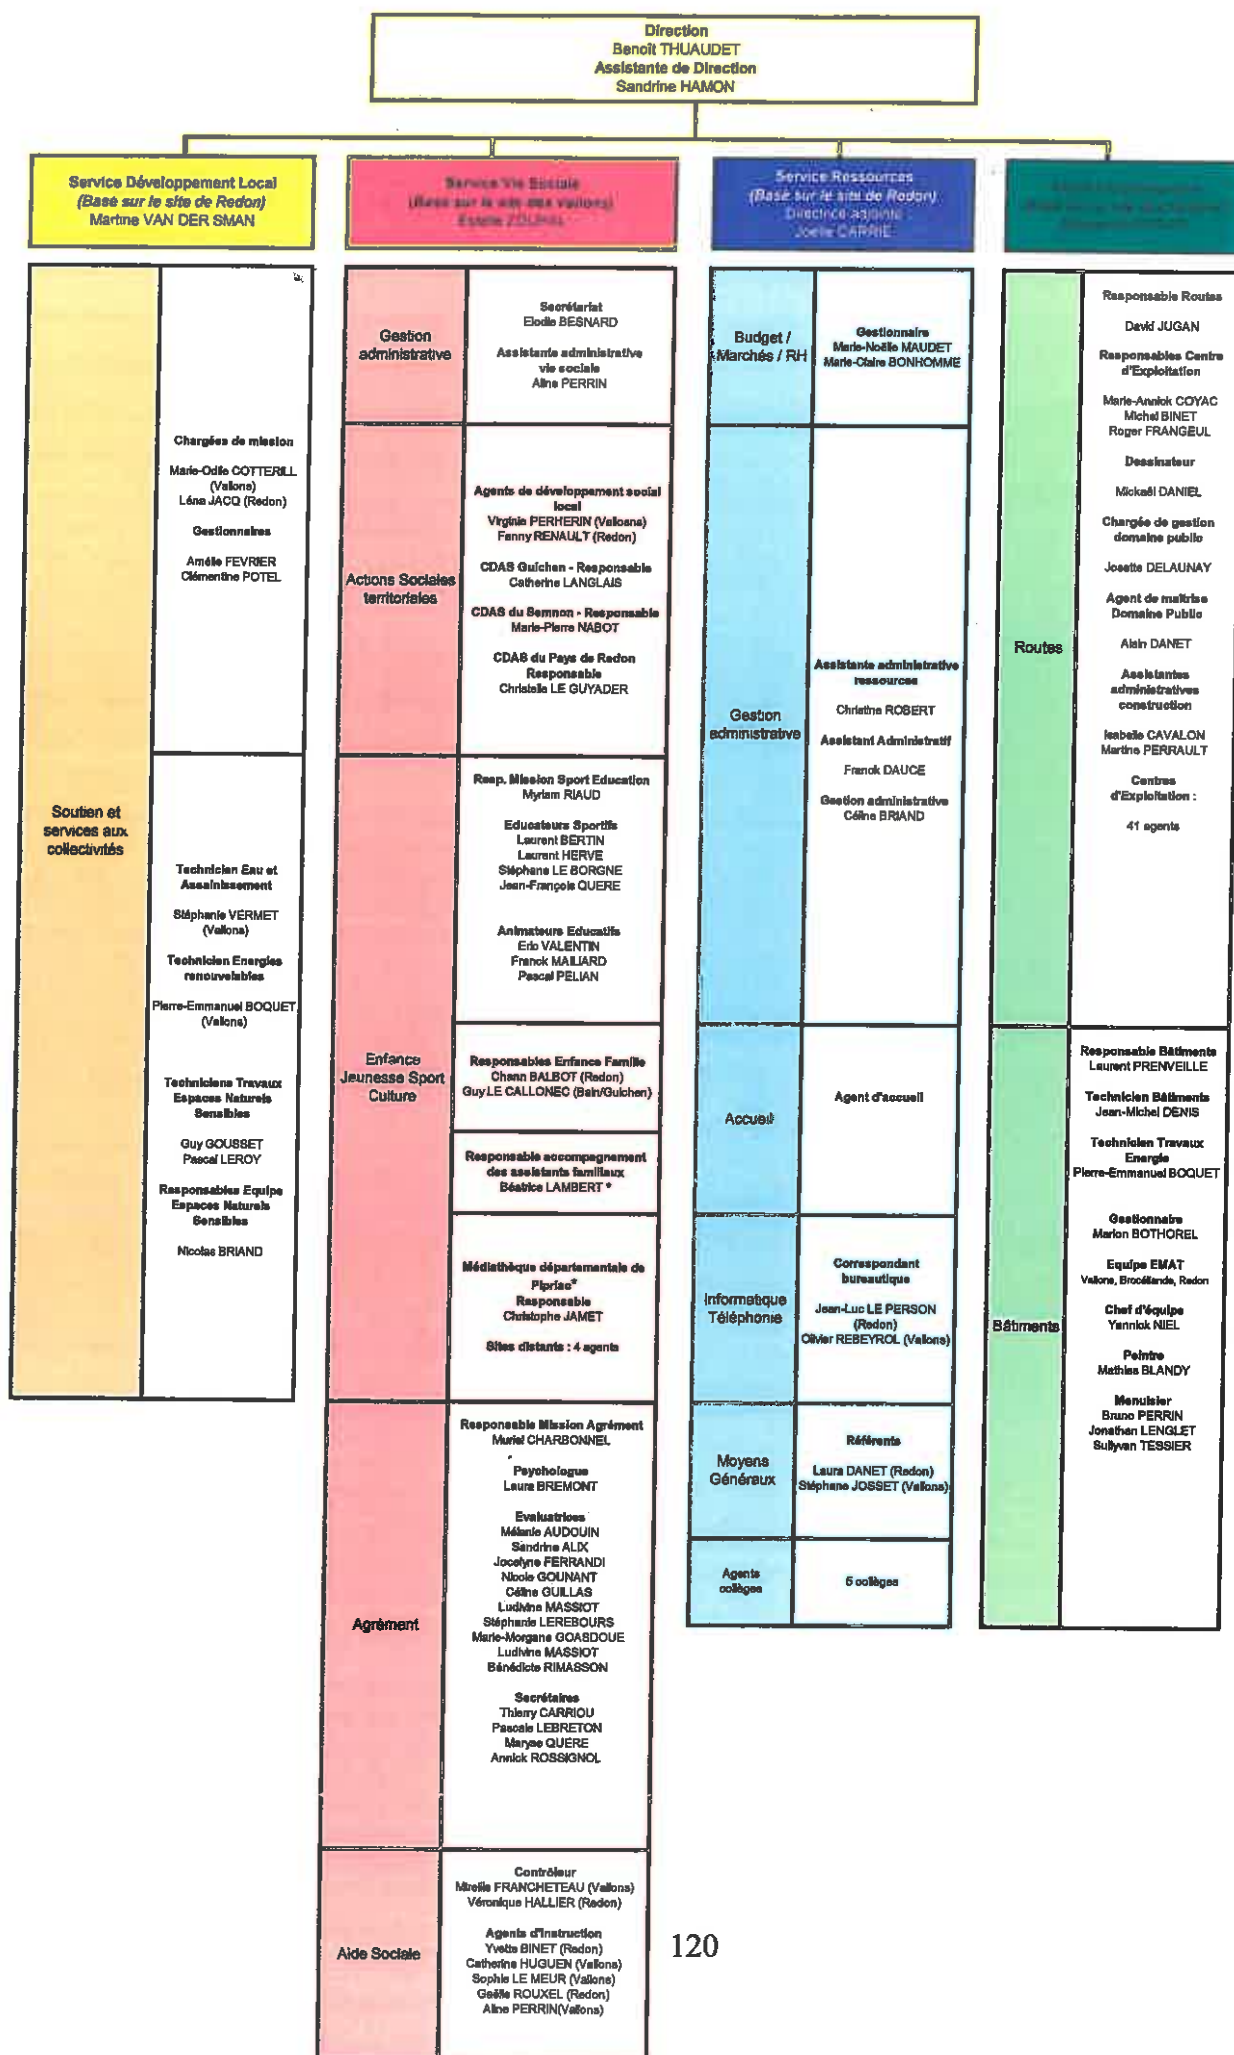 Direction
Benoît THUAUDET
Assistante de Direction
Sandrine HAMON
Service Développement Local
(Basé sur le site de Redon)
Martine VAN DER SMAN
Service Vie Sociale
(Basé sur le site des Vallons)
Estelle
Service Ressources
(Basé sur le site de Redon)
Directrice adjointe
Joëlle CARRIE
Soutien et
services aux
collectivités
Chargées de mission
Marie-Odile COTTERILL
(Vallons)
Léna JACQ (Redon)
Gestionnaires
Amélie FEVRIER
Clémentine POTEL
Technicien Eau et
Assainissement
Stéphanie VERMET
(Vallons)
Technicien Energies
renouvelables
Pierre-Emmanuel BOQUET
(Vallons)
Techniciens Travaux
Espaces Naturels
Sensibles
Guy GOUSSET
Pascal LEROY
Responsables Equipe
Espaces Naturels
Sensibles
Nicolas BRIAND
Gestion
administrative
Secrétariat
Elodie BESNARD
Assistante administrative
vie sociale
Aline PERRIN
Actions Sociales
territoriales
Agents de développement social
local
Virginie PERHERIN (Valloans)
Fanny RENAULT (Redon)
CDAS Guichen - Responsable
Catherine LANGLAIS
CDAS du Semnon - Responsable
Marie-Pierre NABOT
CDAS du Pays de Redon
Responsable
Christelle LE GUYADER
Enfance
Jeunesse Sport
Culture
Resp. Mission Sport Education
Myriam RIAUD
Educateurs Sportifs
Laurent BERTIN
Laurent HERVE
Stéphane LE BORGNE
Jean-François QUERE
Animateurs Educatifs
Eric VALENTIN
Franck MAILIARD
Pascal PELIAN
Responsables Enfance Famille
Chann BALBOT (Redon)
Guy LE CALLONEC (Bain/Guichen)
Responsable accompagnement
des assistants familiaux
Béatrice LAMBERT *
Médiathèque départementale de
Pipriac*
Responsable
Christophe JAMET
Sites distants : 4 agents
Agrément
Responsable Mission Agrément
Muriel CHARBONNEL
Psychologue
Laura BREMONT
Evaluatrices
Mélanie AUDOUIN
Sandrine ALIX
Jocelyne FERRANDI
Nicole GOUNANT
Céline GUILLAS
Ludivine MASSIOT
Stéphanie LEREBOURS
Marie-Morgane GOASDOUE
Ludivine MASSIOT
Bénédicte RIMASSON
Secrétaires
Thierry CARRIOU
Pascale LEBRETON
Maryse QUERE
Annick ROSSIGNOL
Aide Sociale
Contrôleur
Mireille FRANCHETEAU (Vallons)
Véronique HALLIER (Redon)
Agents d'instruction
Yvette BINET (Redon)
Catherine HUGUEN (Vallons)
Sophie LE MEUR (Vallons)
Gaëlle ROUXEL (Redon)
Aline PERRIN(Vallons)
Budget /
Marchés / RH
Gestionnaire
Marie-Noëlle MAUDET
Marie-Claire BONHOMME
Gestion
administrative
Assistante administrative
ressources
Christine ROBERT
Assistant Administratif
Franck DAUCE
Gestion administrative
Céline BRIAND
Accueil
Agent d'accueil
Informatique
Téléphonie
Correspondant
bureautique
Jean-Luc LE PERSON
(Redon)
Olivier REBEYROL (Vallons)
Moyens
Généraux
Référents
Laura DANET (Redon)
Stéphane JOSSET (Vallons)
Agents
collèges
5 collèges
Routes
Responsable Routes
David JUGAN
Responsables Centre
d'Exploitation
Marie-Annick COYAC
Michel BINET
Roger FRANGEUL
Dessinateur
Mickaël DANIEL
Chargée de gestion
domaine public
Josette DELAUNAY
Agent de maîtrise
Domaine Public
Alain DANET
Assistantes
administratives
construction
Isabelle CAVALON
Martine PERRAULT
Centres
d'Exploitation :
41 agents
Bâtiments
Responsable Bâtiments
Laurent PRENVEILLE
Technicien Bâtiments
Jean-Michel DENIS
Technicien Travaux
Energie
Pierre-Emmanuel BOQUET
Gestionnaire
Marion BOTHOREL
Equipe EMAT
Vallons, Brocéliande, Redon
Chef d'équipe
Yannick NIEL
Peintre
Mathias BLANDY
Menuisier
Bruno PERRIN
Jonathan LENGLET
Sullyvan TESSIER
120